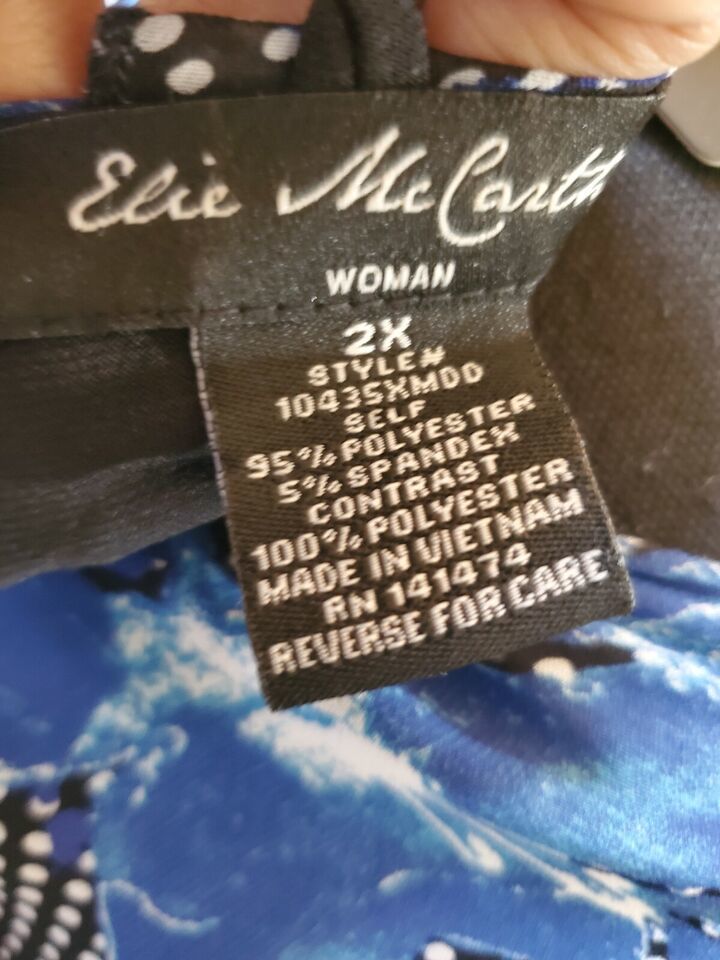 Elie McCarth
WOMAN
2X
STYLE#
10435XMDD
SELF
95% POLYESTER
5% SPANDEX
CONTRAST
100% POLYESTER
MADE IN VIETNAM
RN 141474
REVERSE FOR CARE